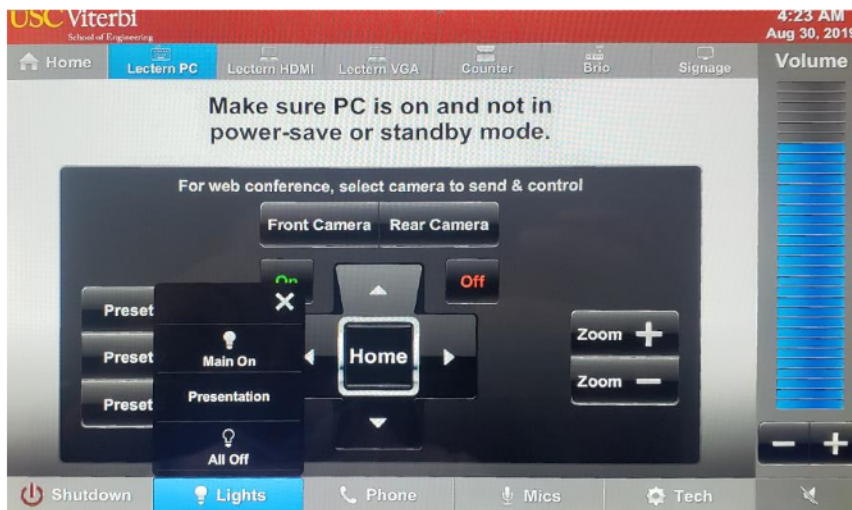 USC Viterbi
School of Engineering
4:23 AM
Aug 30, 2019
Home
Lectern PC
Lectern HDMI
Lectern VGA
Counter
Brio
Signage
Volume
Make sure PC is on and not in
power-save or standby mode.
For web conference, select camera to send & control
Front Camera
Rear Camera
On
Off
Preset
Preset
Preset
Main On
Presentation
All Off
Home
Zoom +
Zoom −
− +
Shutdown
Lights
Phone
Mics
Tech